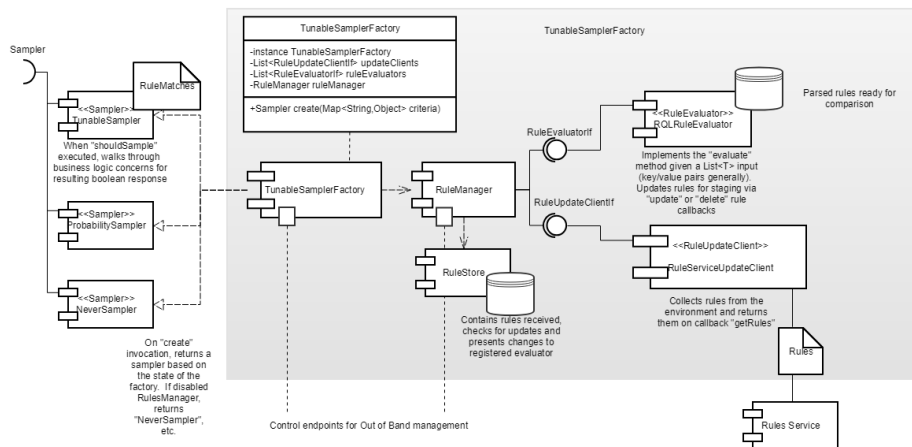 TunableSamplerFactory
-instance TunableSamplerFactory
-List<RuleUpdateClientIf> updateClients
-List<RuleEvaluatorIf> ruleEvaluators
-RuleManager ruleManager
+Sampler create(Map<String,Object> criteria)
TunableSamplerFactory
Sampler
RuleMatches
<<Sampler>>
TunableSampler
When "shouldSample"
executed, walks through
business logic concerns for
resulting boolean response
<<Sampler>>
ProbabilitySampler
<<Sampler>>
NeverSampler
On "create"
invocation, returns a
sampler based on
the state of the
factory. If disabled
RulesManager,
returns
"NeverSampler",
etc.
TunableSamplerFactory
RuleManager
RuleStore
Contains rules received,
checks for updates and
presents changes to
registered evaluator
Control endpoints for Out of Band management
RuleEvaluatorIf
RuleUpdateClientIf
<<RuleEvaluator>>
RQLRuleEvaluator
Implements the "evaluate"
method given a List<T> input
(key/value pairs generally).
Updates rules for staging via
"update" or "delete" rule
callbacks
Parsed rules ready for
comparison
<<RuleUpdateClient>>
RuleServiceUpdateClient
Collects rules from the
environment and returns
them on callback "getRules"
Rules
Rules Service